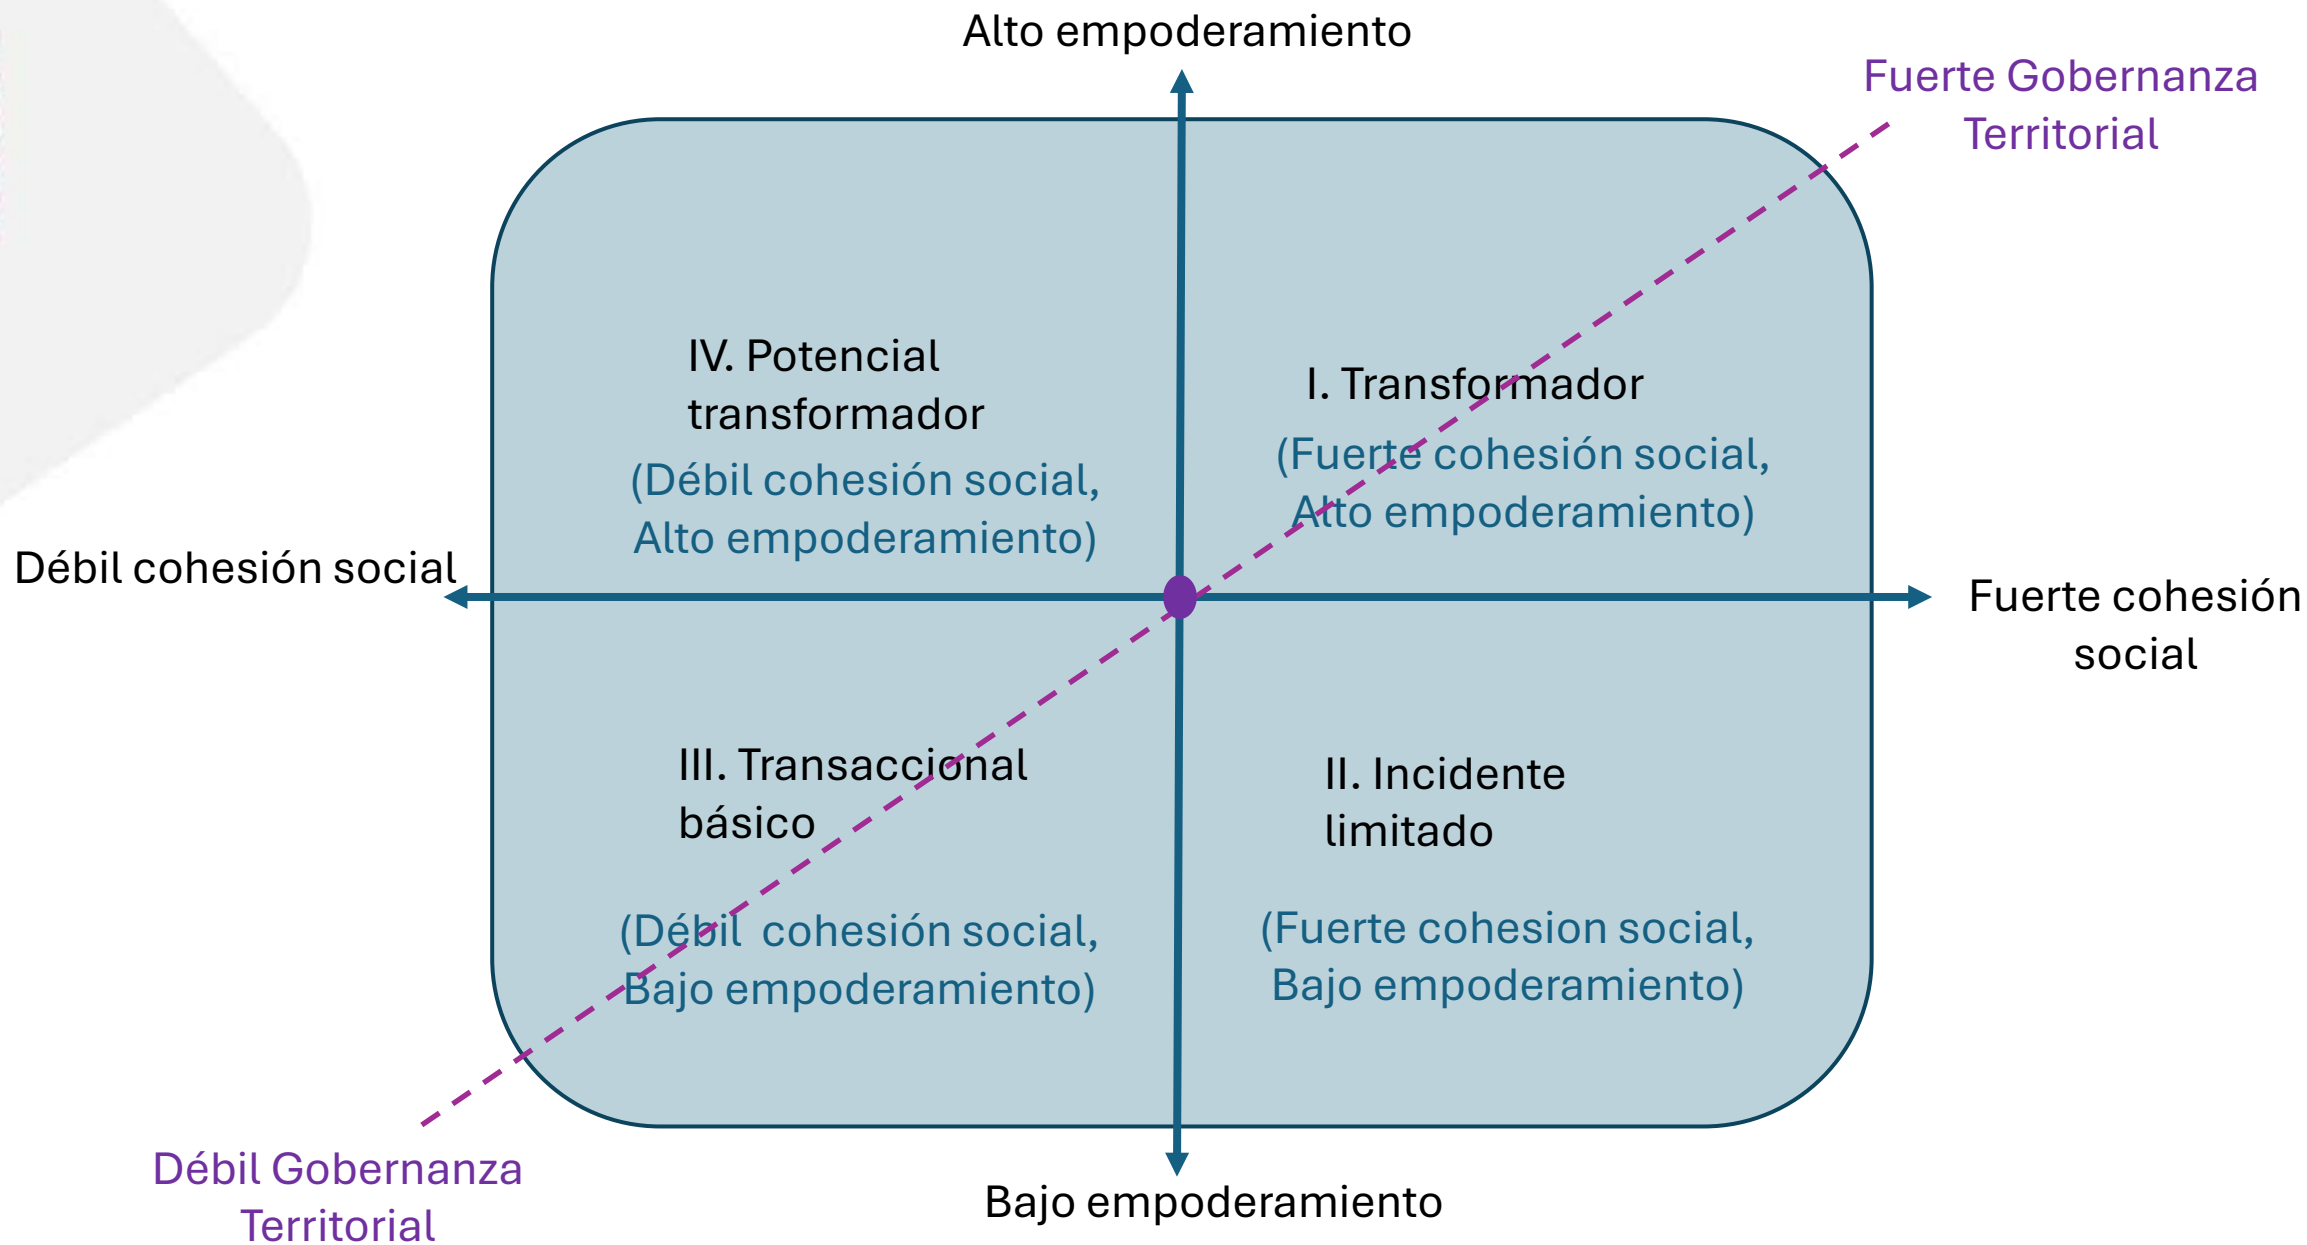 Alto empoderamiento
Fuerte Gobernanza
Territorial
IV. Potencial
transformador
(Débil cohesión social,
Alto empoderamiento)
I. Transformador
(Fuerte cohesión social,
Alto empoderamiento)
Débil cohesión social
Fuerte cohesión
social
III. Transaccional
básico
(Débil  cohesión social,
Bajo empoderamiento)
II. Incidente
limitado
(Fuerte cohesion social,
Bajo empoderamiento)
Débil Gobernanza
Territorial
Bajo empoderamiento